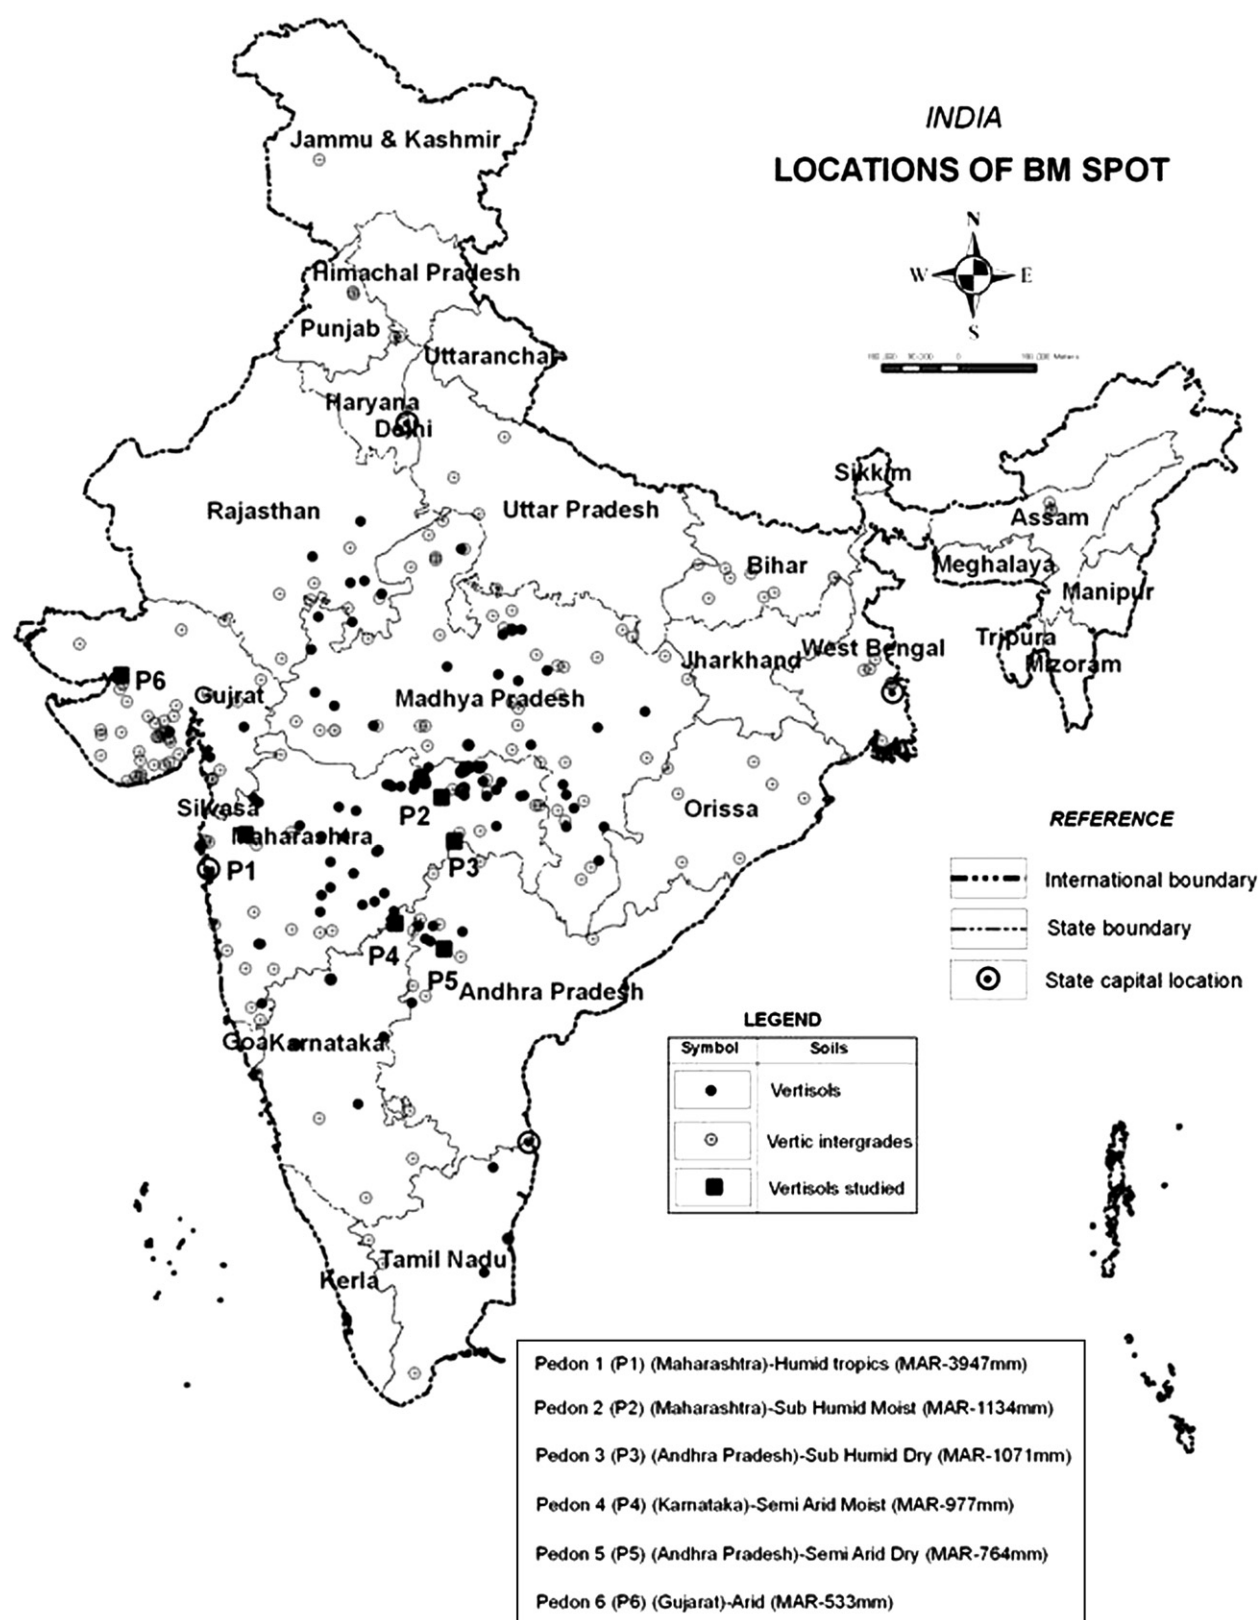 INDIA
LOCATIONS OF BM SPOT
N
W
E
S
Jammu & Kashmir
Himachal Pradesh
Punjab
Uttaranchal
Haryana
Delhi
Sikkim
Rajasthan
Uttar Pradesh
Assam
Bihar
Meghalaya
Manipur
Tripura
Mizoram
West Bengal
Jharkhand
P6
Gujrat
Madhya Pradesh
Silvasa
P2
Orissa
Maharashtra
P1
P3
P4
P5
Andhra Pradesh
Goa
Karnataka
Tamil Nadu
Kerla
REFERENCE
International boundary
State boundary
State capital location
LEGEND
Symbol Soils
Vertisols
Vertic intergrades
Vertisols studied
Pedon 1 (P1) (Maharashtra)-Humid tropics (MAR-3947mm)
Pedon 2 (P2) (Maharashtra)-Sub Humid Moist (MAR-1134mm)
Pedon 3 (P3) (Andhra Pradesh)-Sub Humid Dry (MAR-1071mm)
Pedon 4 (P4) (Karnataka)-Semi Arid Moist (MAR-977mm)
Pedon 5 (P5) (Andhra Pradesh)-Semi Arid Dry (MAR-764mm)
Pedon 6 (P6) (Gujarat)-Arid (MAR-533mm)